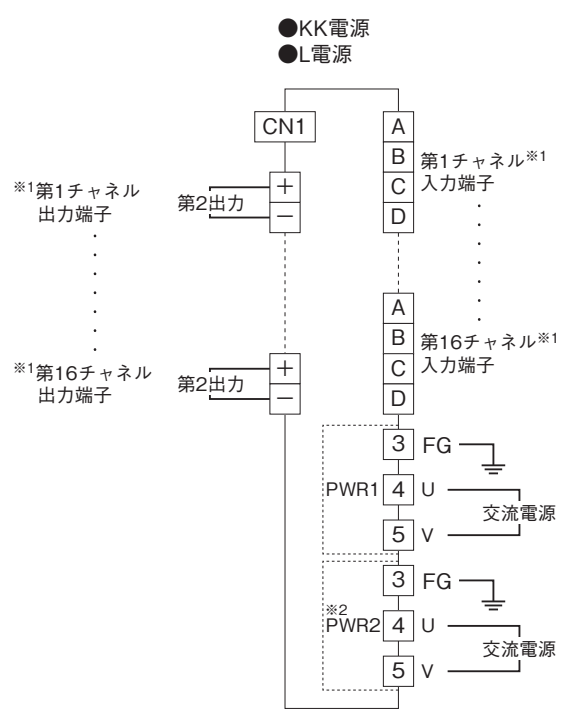 ●KK電源
●L電源
CN1
A
B
C
D
第1チャネル※1
入力端子
※1第1チャネル
出力端子
第2出力
+
−
A
B
C
D
第16チャネル※1
入力端子
※1第16チャネル
出力端子
第2出力
+
−
PWR1
3 FG
4 U
5 V
交流電源
※2
PWR2
3 FG
4 U
5 V
交流電源